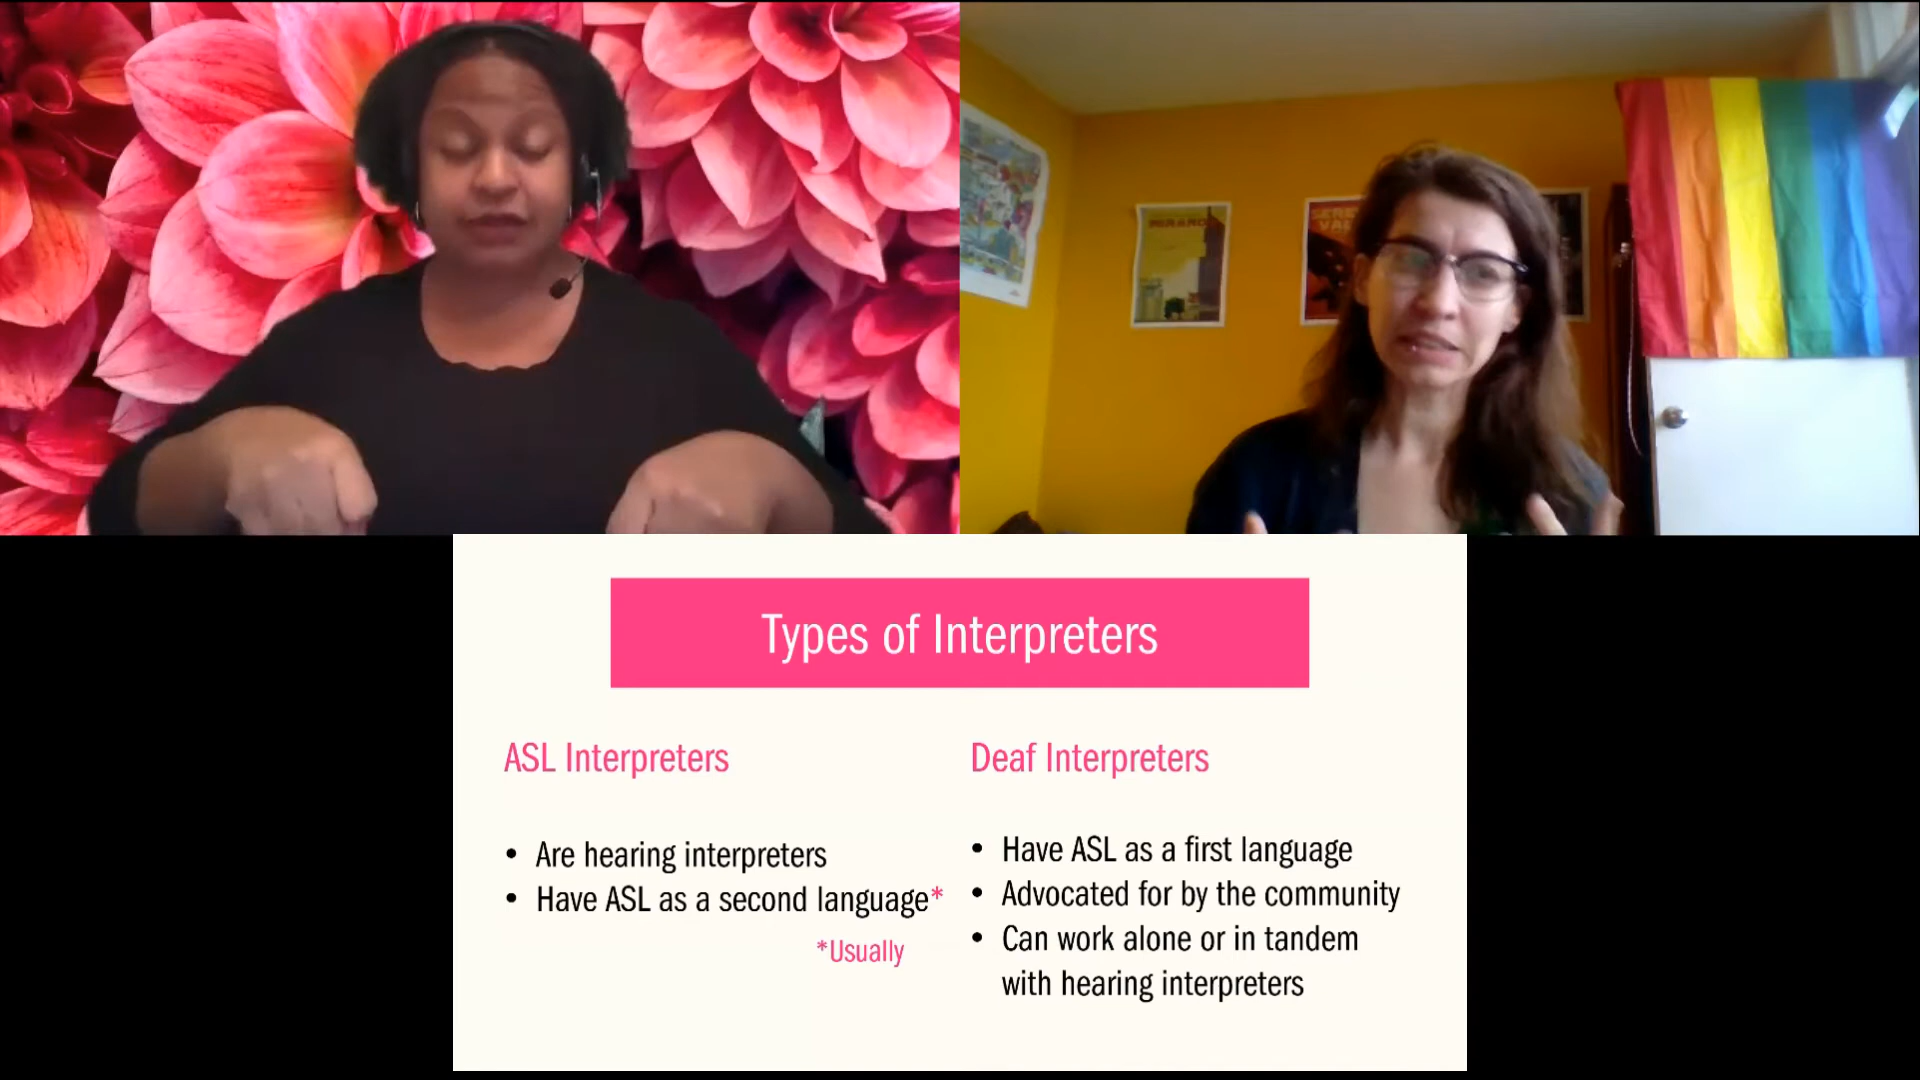 Types of Interpreters
ASL Interpreters
• Are hearing interpreters
• Have ASL as a second language*
*Usually
Deaf Interpreters
• Have ASL as a first language
• Advocated for by the community
• Can work alone or in tandem
with hearing interpreters